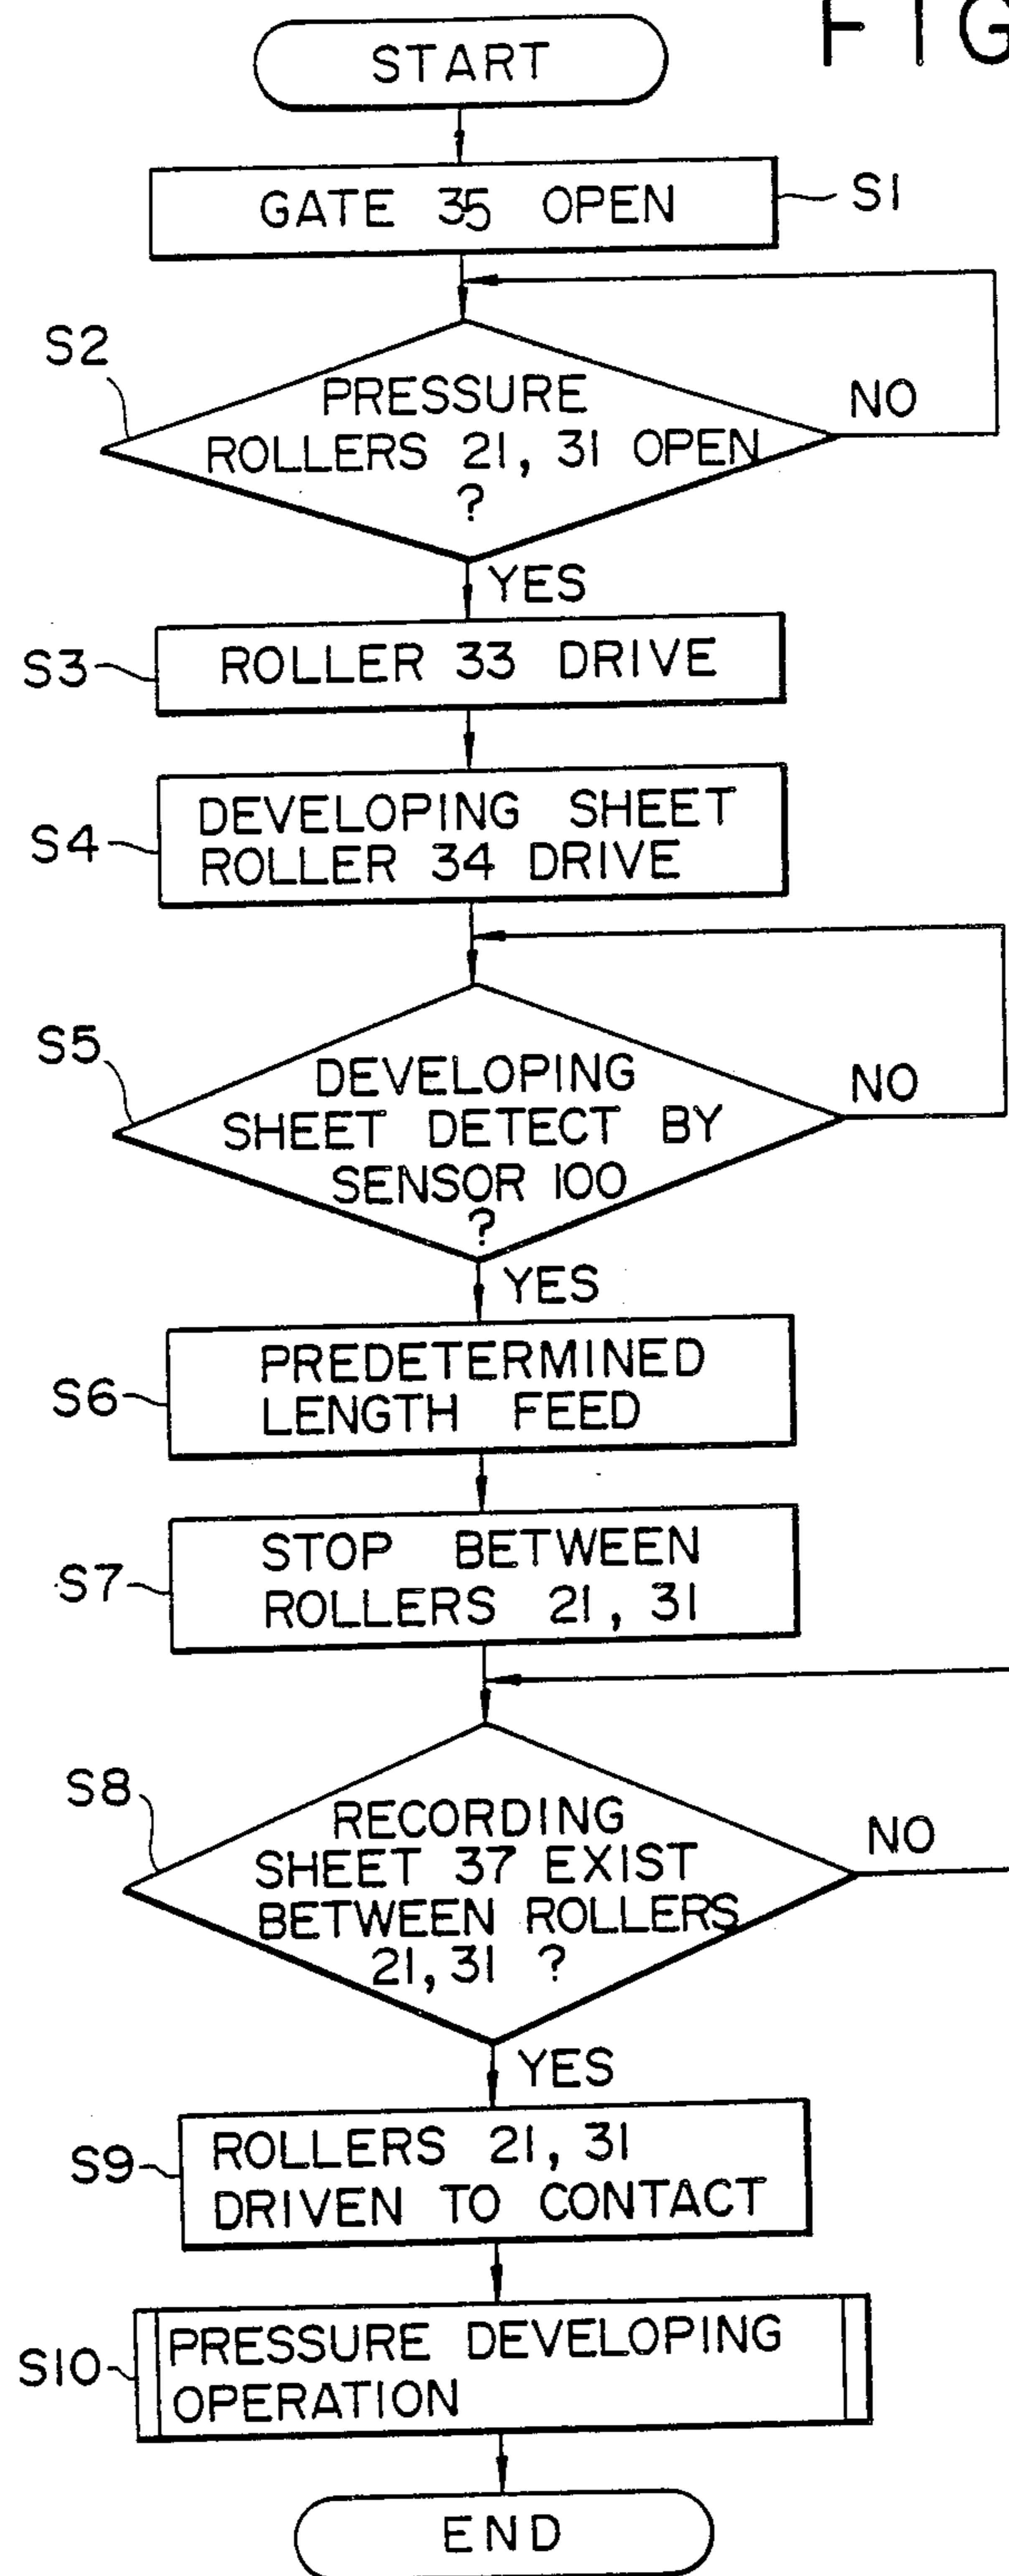 FIG
START
GATE 35 OPEN
S1
S2
PRESSURE
ROLLERS 21, 31 OPEN
?
NO
YES
S3
ROLLER 33 DRIVE
S4
DEVELOPING SHEET
ROLLER 34 DRIVE
S5
DEVELOPING
SHEET DETECT BY
SENSOR 100
?
NO
YES
S6
PREDETERMINED
LENGTH FEED
S7
STOP BETWEEN
ROLLERS 21, 31
S8
RECORDING
SHEET 37 EXIST
BETWEEN ROLLERS
21, 31 ?
NO
YES
S9
ROLLERS 21, 31
DRIVEN TO CONTACT
S10
PRESSURE DEVELOPING
OPERATION
END